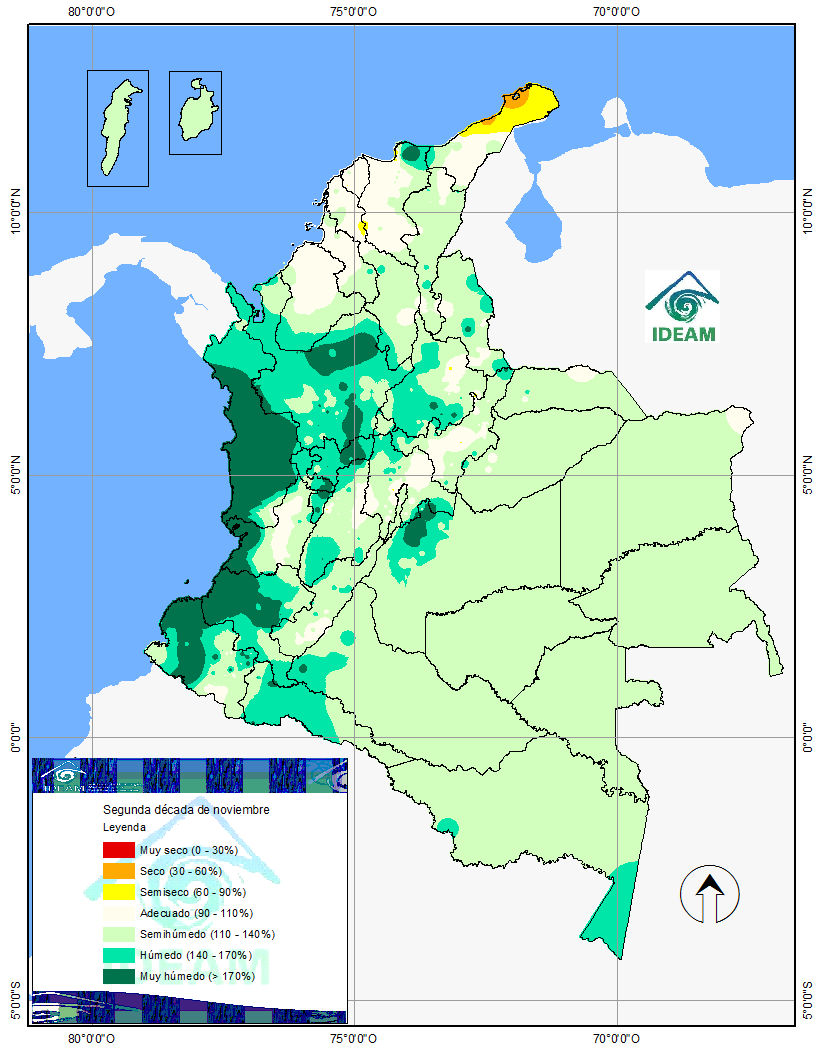 80°0'0"O 75°0'0"O 70°0'0"O
10°0'0"N 10°0'0"N
IDEAM
5°0'0"N 5°0'0"N
0°0'0" 0°0'0"
IDEAM
Segunda década de noviembre
Leyenda
Muy seco (0 - 30%)
Seco (30 - 60%)
Semiseco (60 - 90%)
Adecuado (90 - 110%)
Semihúmedo (110 - 140%)
Húmedo (140 - 170%)
Muy húmedo (> 170%)
IDEAM
5°0'0"S 5°0'0"S
80°0'0"O 75°0'0"O 70°0'0"O